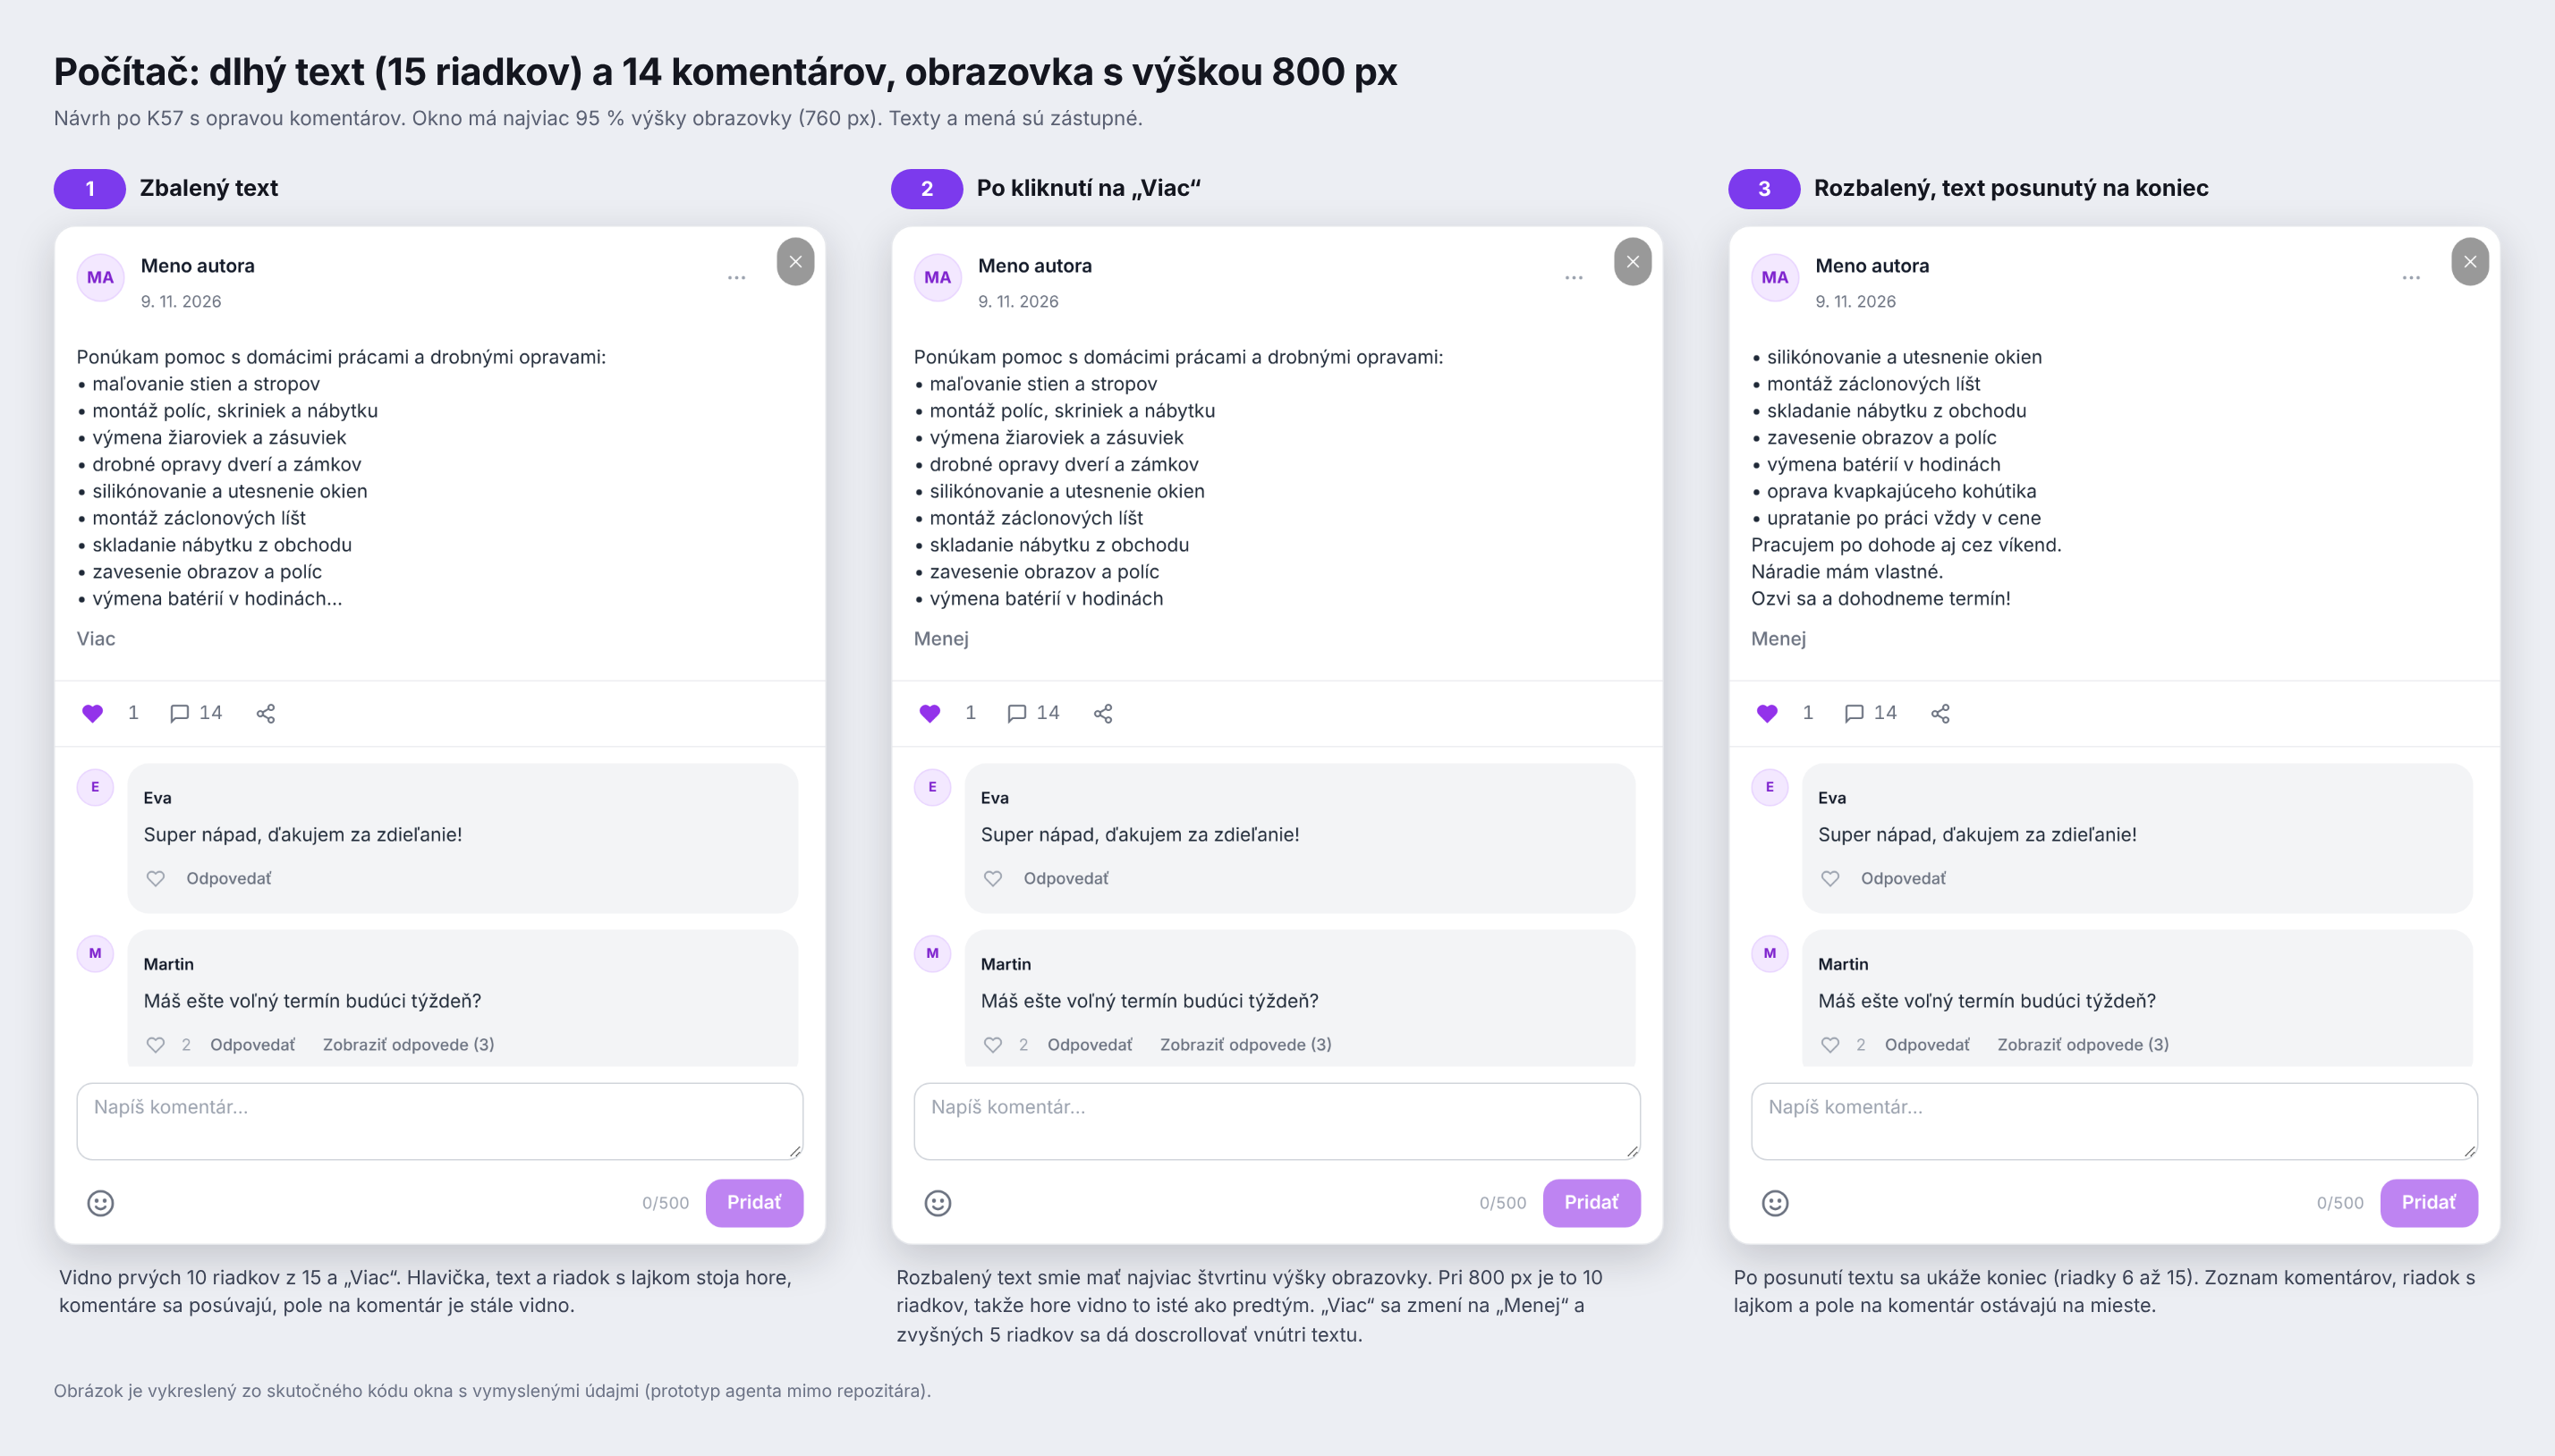 Počítač: dlhý text (15 riadkov) a 14 komentárov, obrazovka s výškou 800 px
Návrh po K57 s opravou komentárov. Okno má najviac 95 % výšky obrazovky (760 px). Texty a mená sú zástupné.
1 Zbalený text
MA
Meno autora
9. 11. 2026
Ponúkam pomoc s domácimi prácami a drobnými opravami:
• maľovanie stien a stropov
• montáž políc, skriniek a nábytku
• výmena žiaroviek a zásuviek
• drobné opravy dverí a zámkov
• silikónovanie a utesnenie okien
• montáž záclonových líšt
• skladanie nábytku z obchodu
• zavesenie obrazov a políc
• výmena batérií v hodinách...
Viac
1 14
E
Eva
Super nápad, ďakujem za zdieľanie!
Odpovedať
M
Martin
Máš ešte voľný termín budúci týždeň?
2 Odpovedať Zobraziť odpovede (3)
Napíš komentár...
0/500 Pridať
Vidno prvých 10 riadkov z 15 a „Viac“. Hlavička, text a riadok s lajkom stoja hore,
komentáre sa posúvajú, pole na komentár je stále vidno.
2 Po kliknutí na „Viac“
MA
Meno autora
9. 11. 2026
Ponúkam pomoc s domácimi prácami a drobnými opravami:
• maľovanie stien a stropov
• montáž políc, skriniek a nábytku
• výmena žiaroviek a zásuviek
• drobné opravy dverí a zámkov
• silikónovanie a utesnenie okien
• montáž záclonových líšt
• skladanie nábytku z obchodu
• zavesenie obrazov a políc
• výmena batérií v hodinách
Menej
1 14
E
Eva
Super nápad, ďakujem za zdieľanie!
Odpovedať
M
Martin
Máš ešte voľný termín budúci týždeň?
2 Odpovedať Zobraziť odpovede (3)
Napíš komentár...
0/500 Pridať
Rozbalený text smie mať najviac štvrtinu výšky obrazovky. Pri 800 px je to 10
riadkov, takže hore vidno to isté ako predtým. „Viac“ sa zmení na „Menej“ a
zvyšných 5 riadkov sa dá doscrollovať vnútri textu.
3 Rozbalený, text posunutý na koniec
MA
Meno autora
9. 11. 2026
• silikónovanie a utesnenie okien
• montáž záclonových líšt
• skladanie nábytku z obchodu
• zavesenie obrazov a políc
• výmena batérií v hodinách
• oprava kvapkajúceho kohútika
• upratanie po práci vždy v cene
Pracujem po dohode aj cez víkend.
Náradie mám vlastné.
Ozvi sa a dohodneme termín!
Menej
1 14
E
Eva
Super nápad, ďakujem za zdieľanie!
Odpovedať
M
Martin
Máš ešte voľný termín budúci týždeň?
2 Odpovedať Zobraziť odpovede (3)
Napíš komentár...
0/500 Pridať
Po posunutí textu sa ukáže koniec (riadky 6 až 15). Zoznam komentárov, riadok s
lajkom a pole na komentár ostávajú na mieste.
Obrázok je vykreslený zo skutočného kódu okna s vymyslenými údajmi (prototyp agenta mimo repozitára).